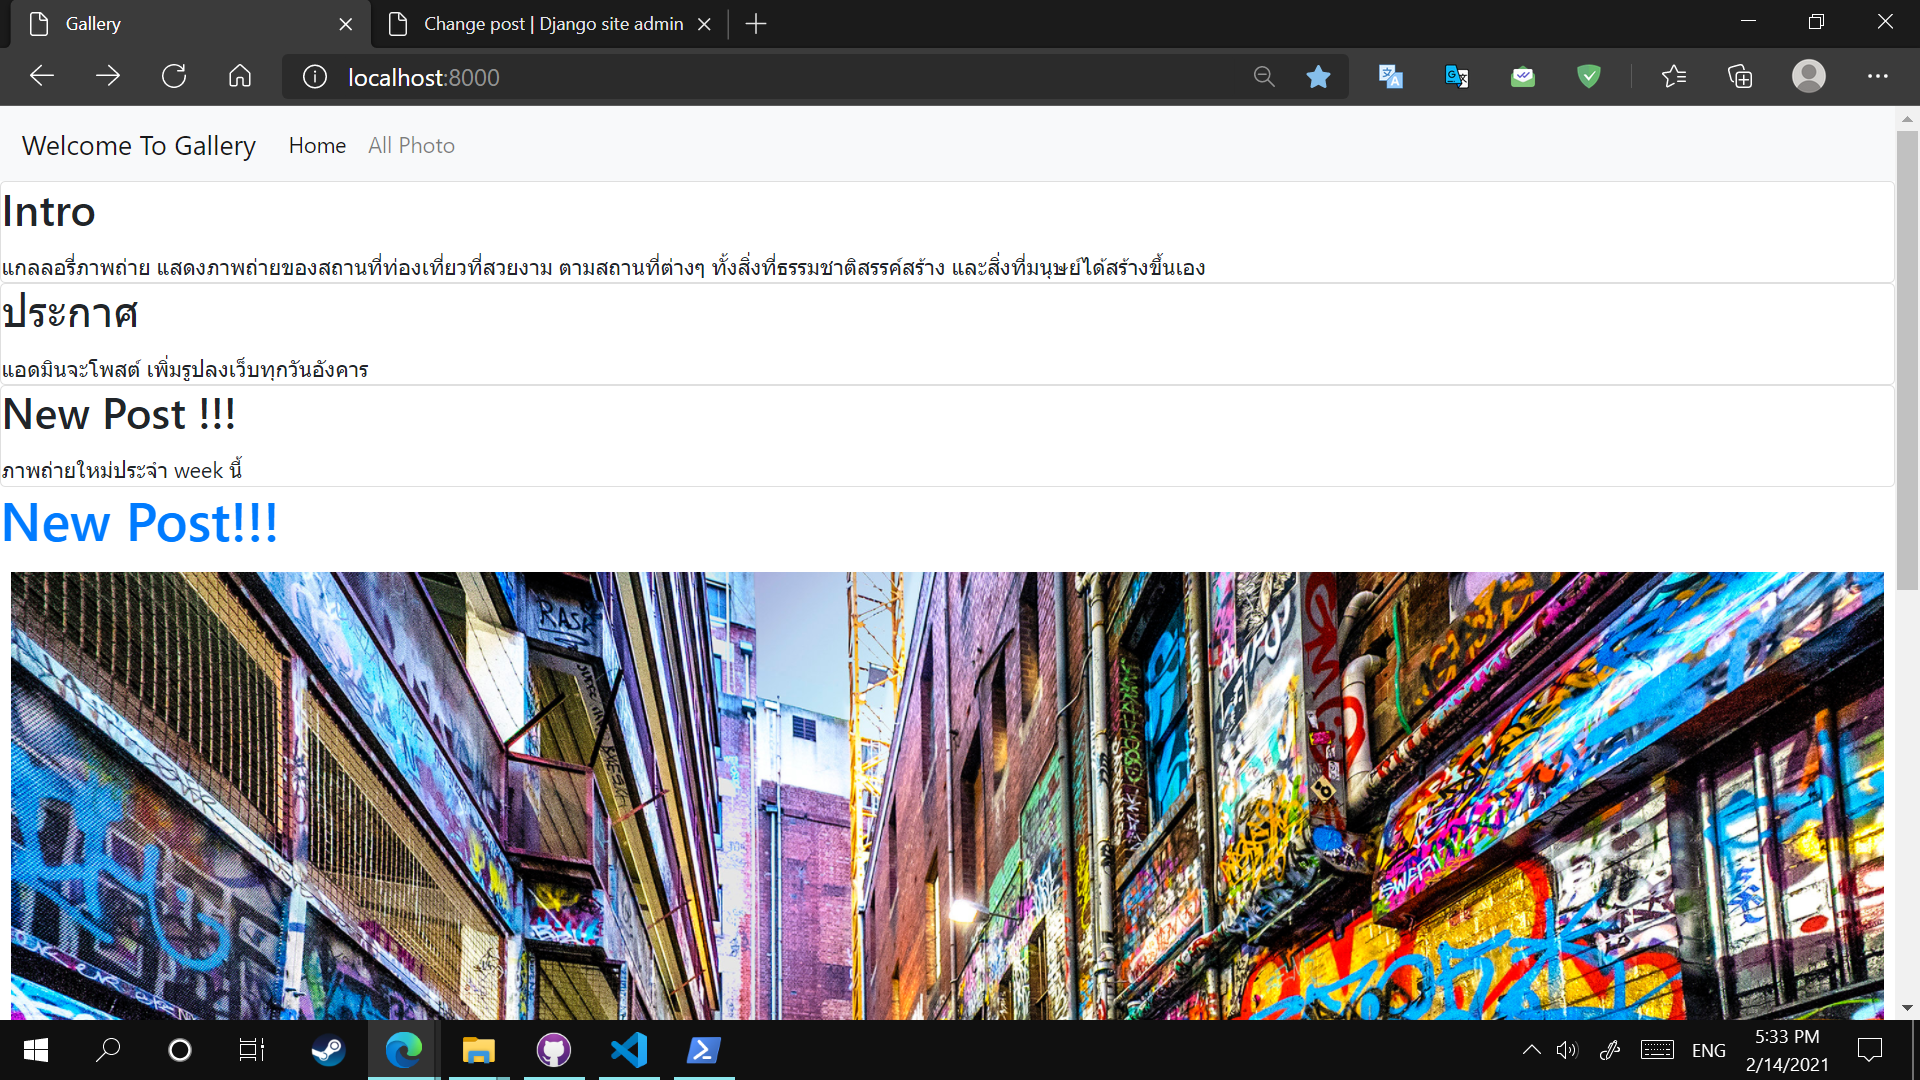 Gallery
Change post | Django site admin
localhost:8000
Welcome To Gallery Home All Photo
Intro
แกลลอรี่ภาพถ่าย แสดงภาพถ่ายของสถานที่ท่องเที่ยวที่สวยงาม ตามสถานที่ต่างๆ ทั้งสิ่งที่ธรรมชาติสรรค์สร้าง และสิ่งที่มนุษย์ได้สร้างขึ้นเอง
ประกาศ
แอดมินจะโพสต์ เพิ่มรูปลงเว็บทุกวันอังคาร
New Post !!!
ภาพถ่ายใหม่ประจำ week นี้
New Post!!!
RASK
ENG
5:33 PM
2/14/2021